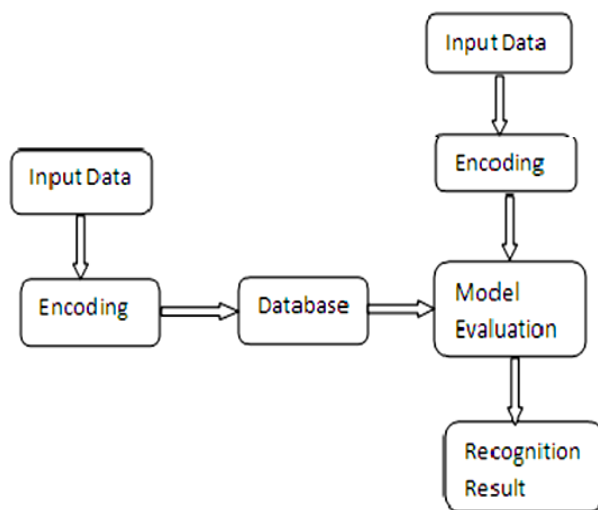 Input Data
Encoding
Input Data
Encoding
Database
Model
Evaluation
Recognition
Result